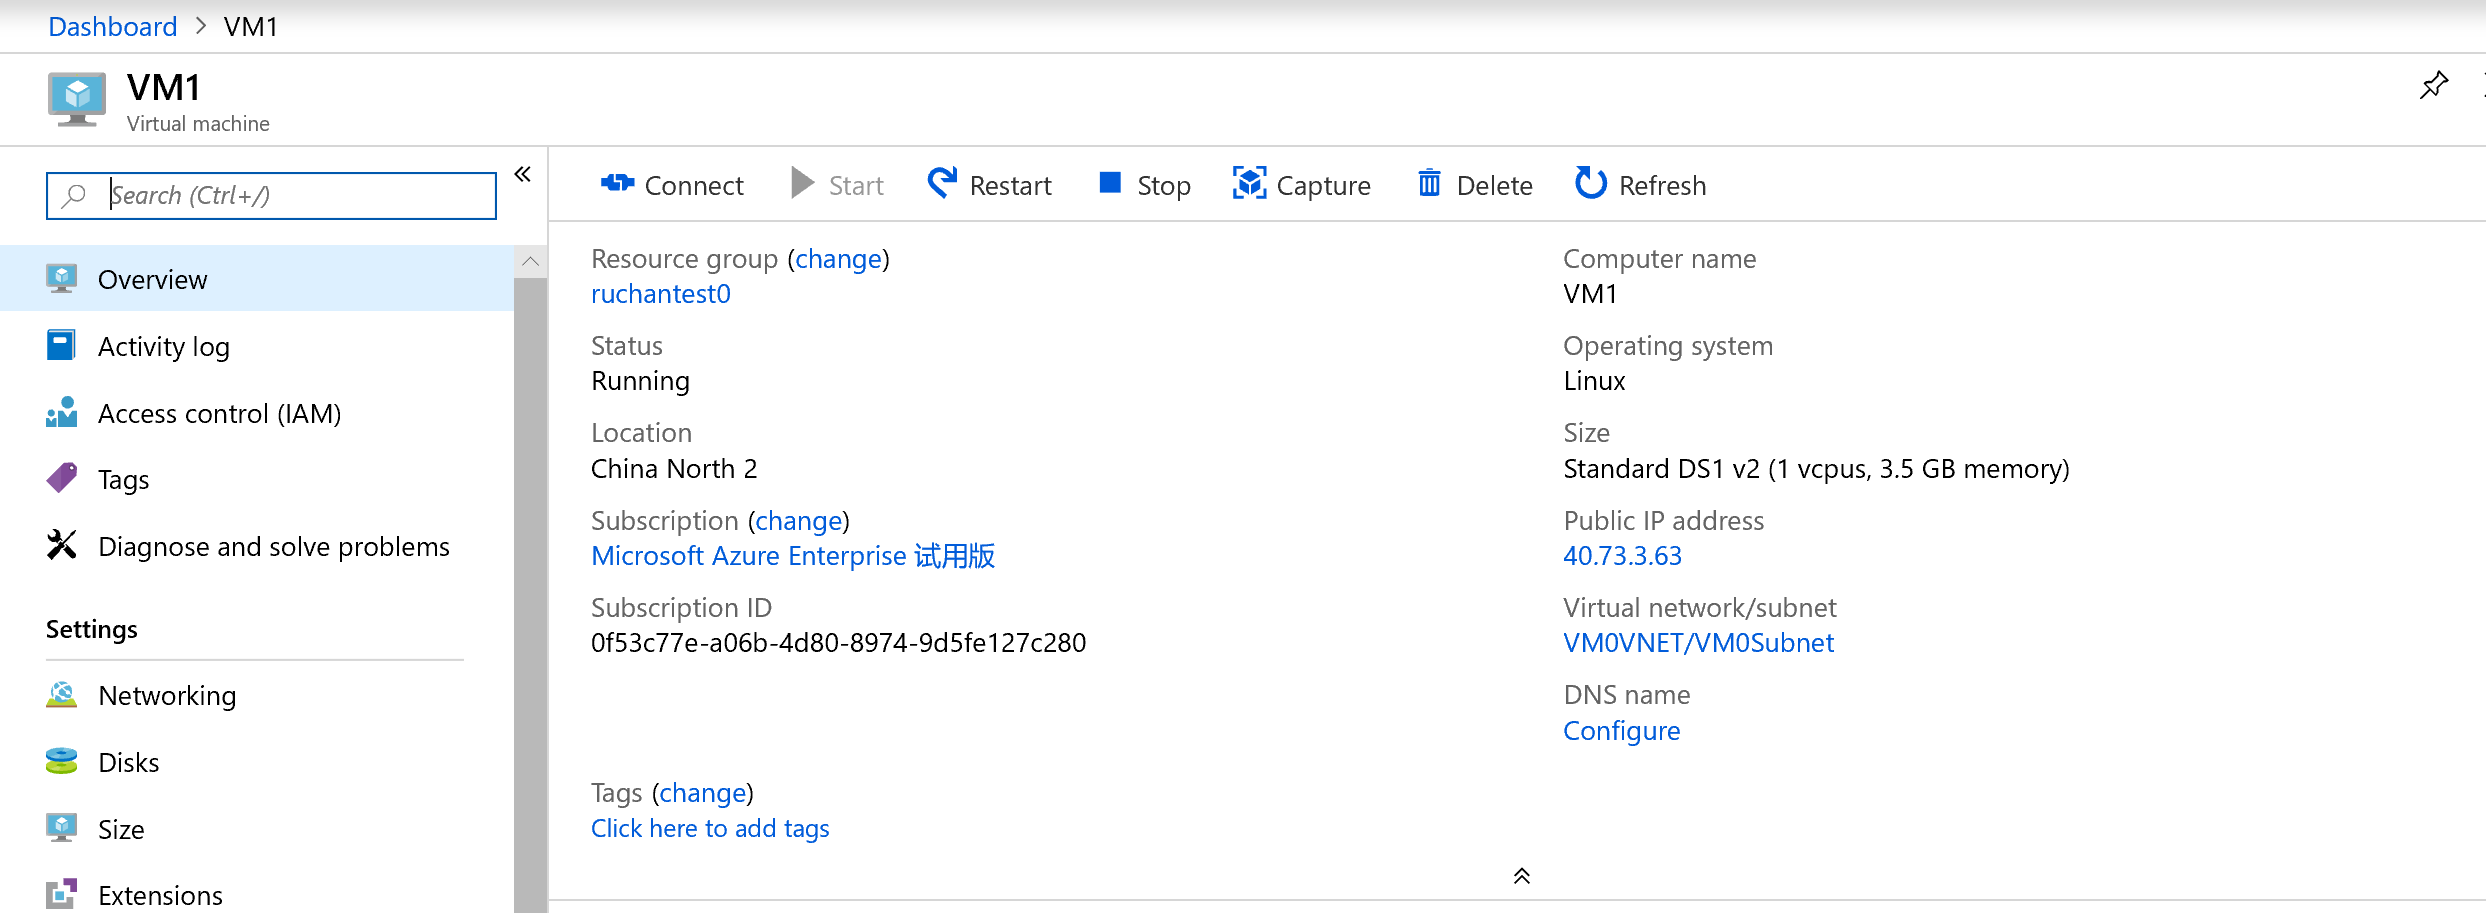 Dashboard > VM1
VM1
Virtual machine
Search (Ctrl+/)
Overview
Activity log
Access control (IAM)
Tags
Diagnose and solve problems
Settings
Networking
Disks
Size
Extensions
Connect Start Restart Stop Capture Delete Refresh
Resource group (change)
ruchantest0
Status
Running
Location
China North 2
Subscription (change)
Microsoft Azure Enterprise 试用版
Subscription ID
0f53c77e-a06b-4d80-8974-9d5fe127c280
Computer name
VM1
Operating system
Linux
Size
Standard DS1 v2 (1 vcpus, 3.5 GB memory)
Public IP address
40.73.3.63
Virtual network/subnet
VM0VNET/VM0Subnet
DNS name
Configure
Tags (change)
Click here to add tags